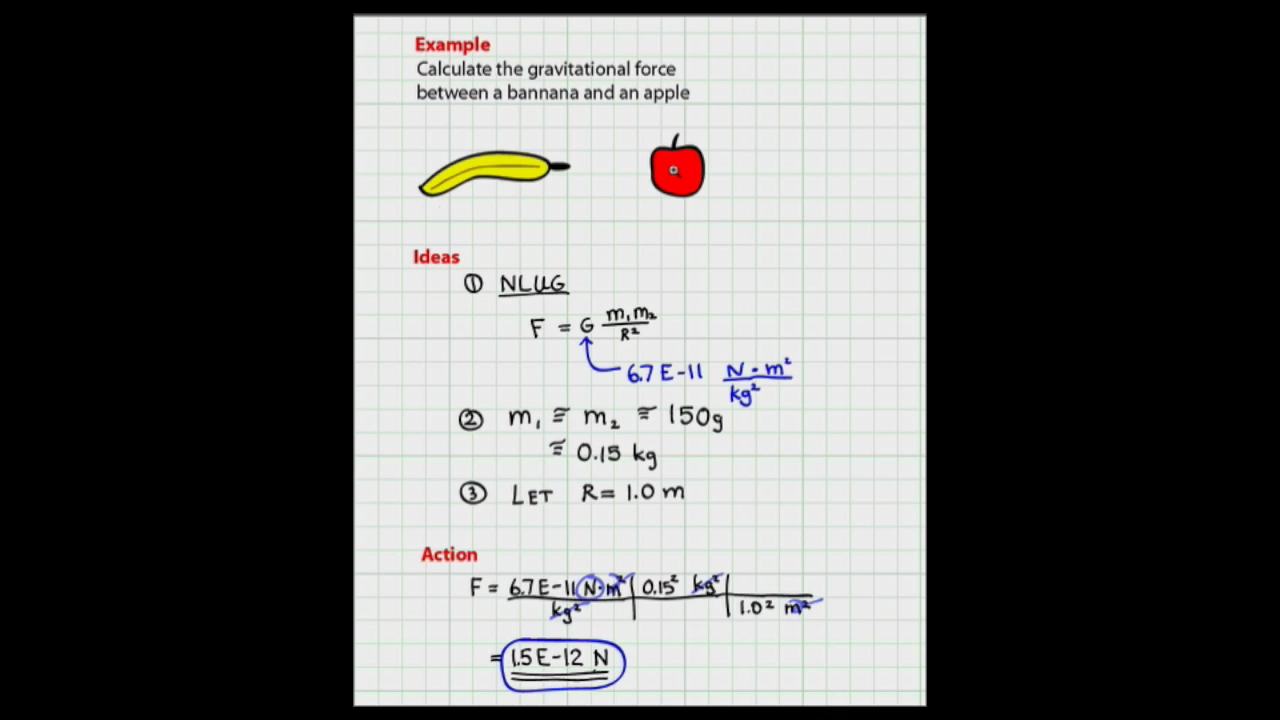 Example
Calculate the gravitational force
between a bannana and an apple
Ideas
① NLUG
F = G m₁m₂ / R²
6.7 E-11 N·m² / kg²
② m₁ ≅ m₂ ≅ 150g
≅ 0.15 kg
③ LET R = 1.0 m
Action
F = 6.7 E-11 N·m² / kg² | 0.15² kg² | / 1.0² m²
= 1.5 E-12 N